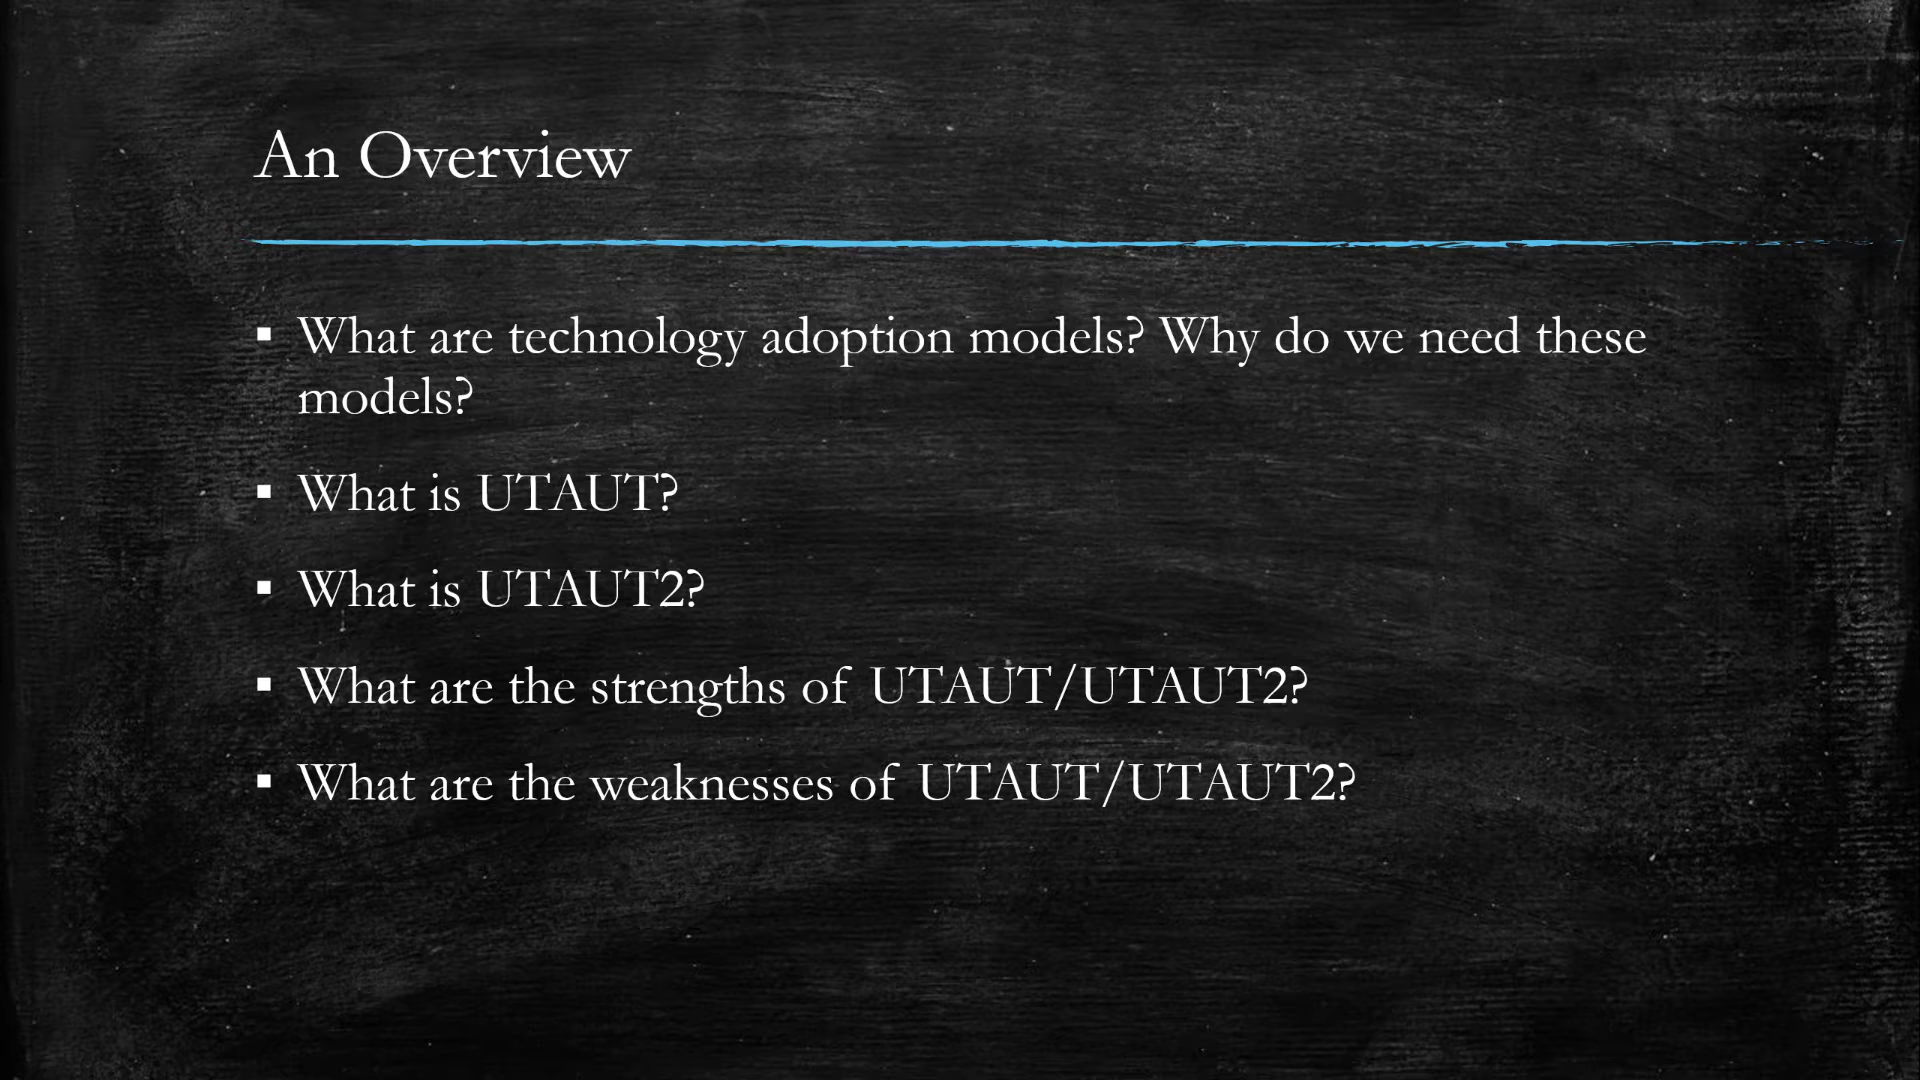 An Overview
▪ What are technology adoption models? Why do we need these
models?
▪ What is UTAUT?
▪ What is UTAUT2?
▪ What are the strengths of UTAUT/UTAUT2?
▪ What are the weaknesses of UTAUT/UTAUT2?